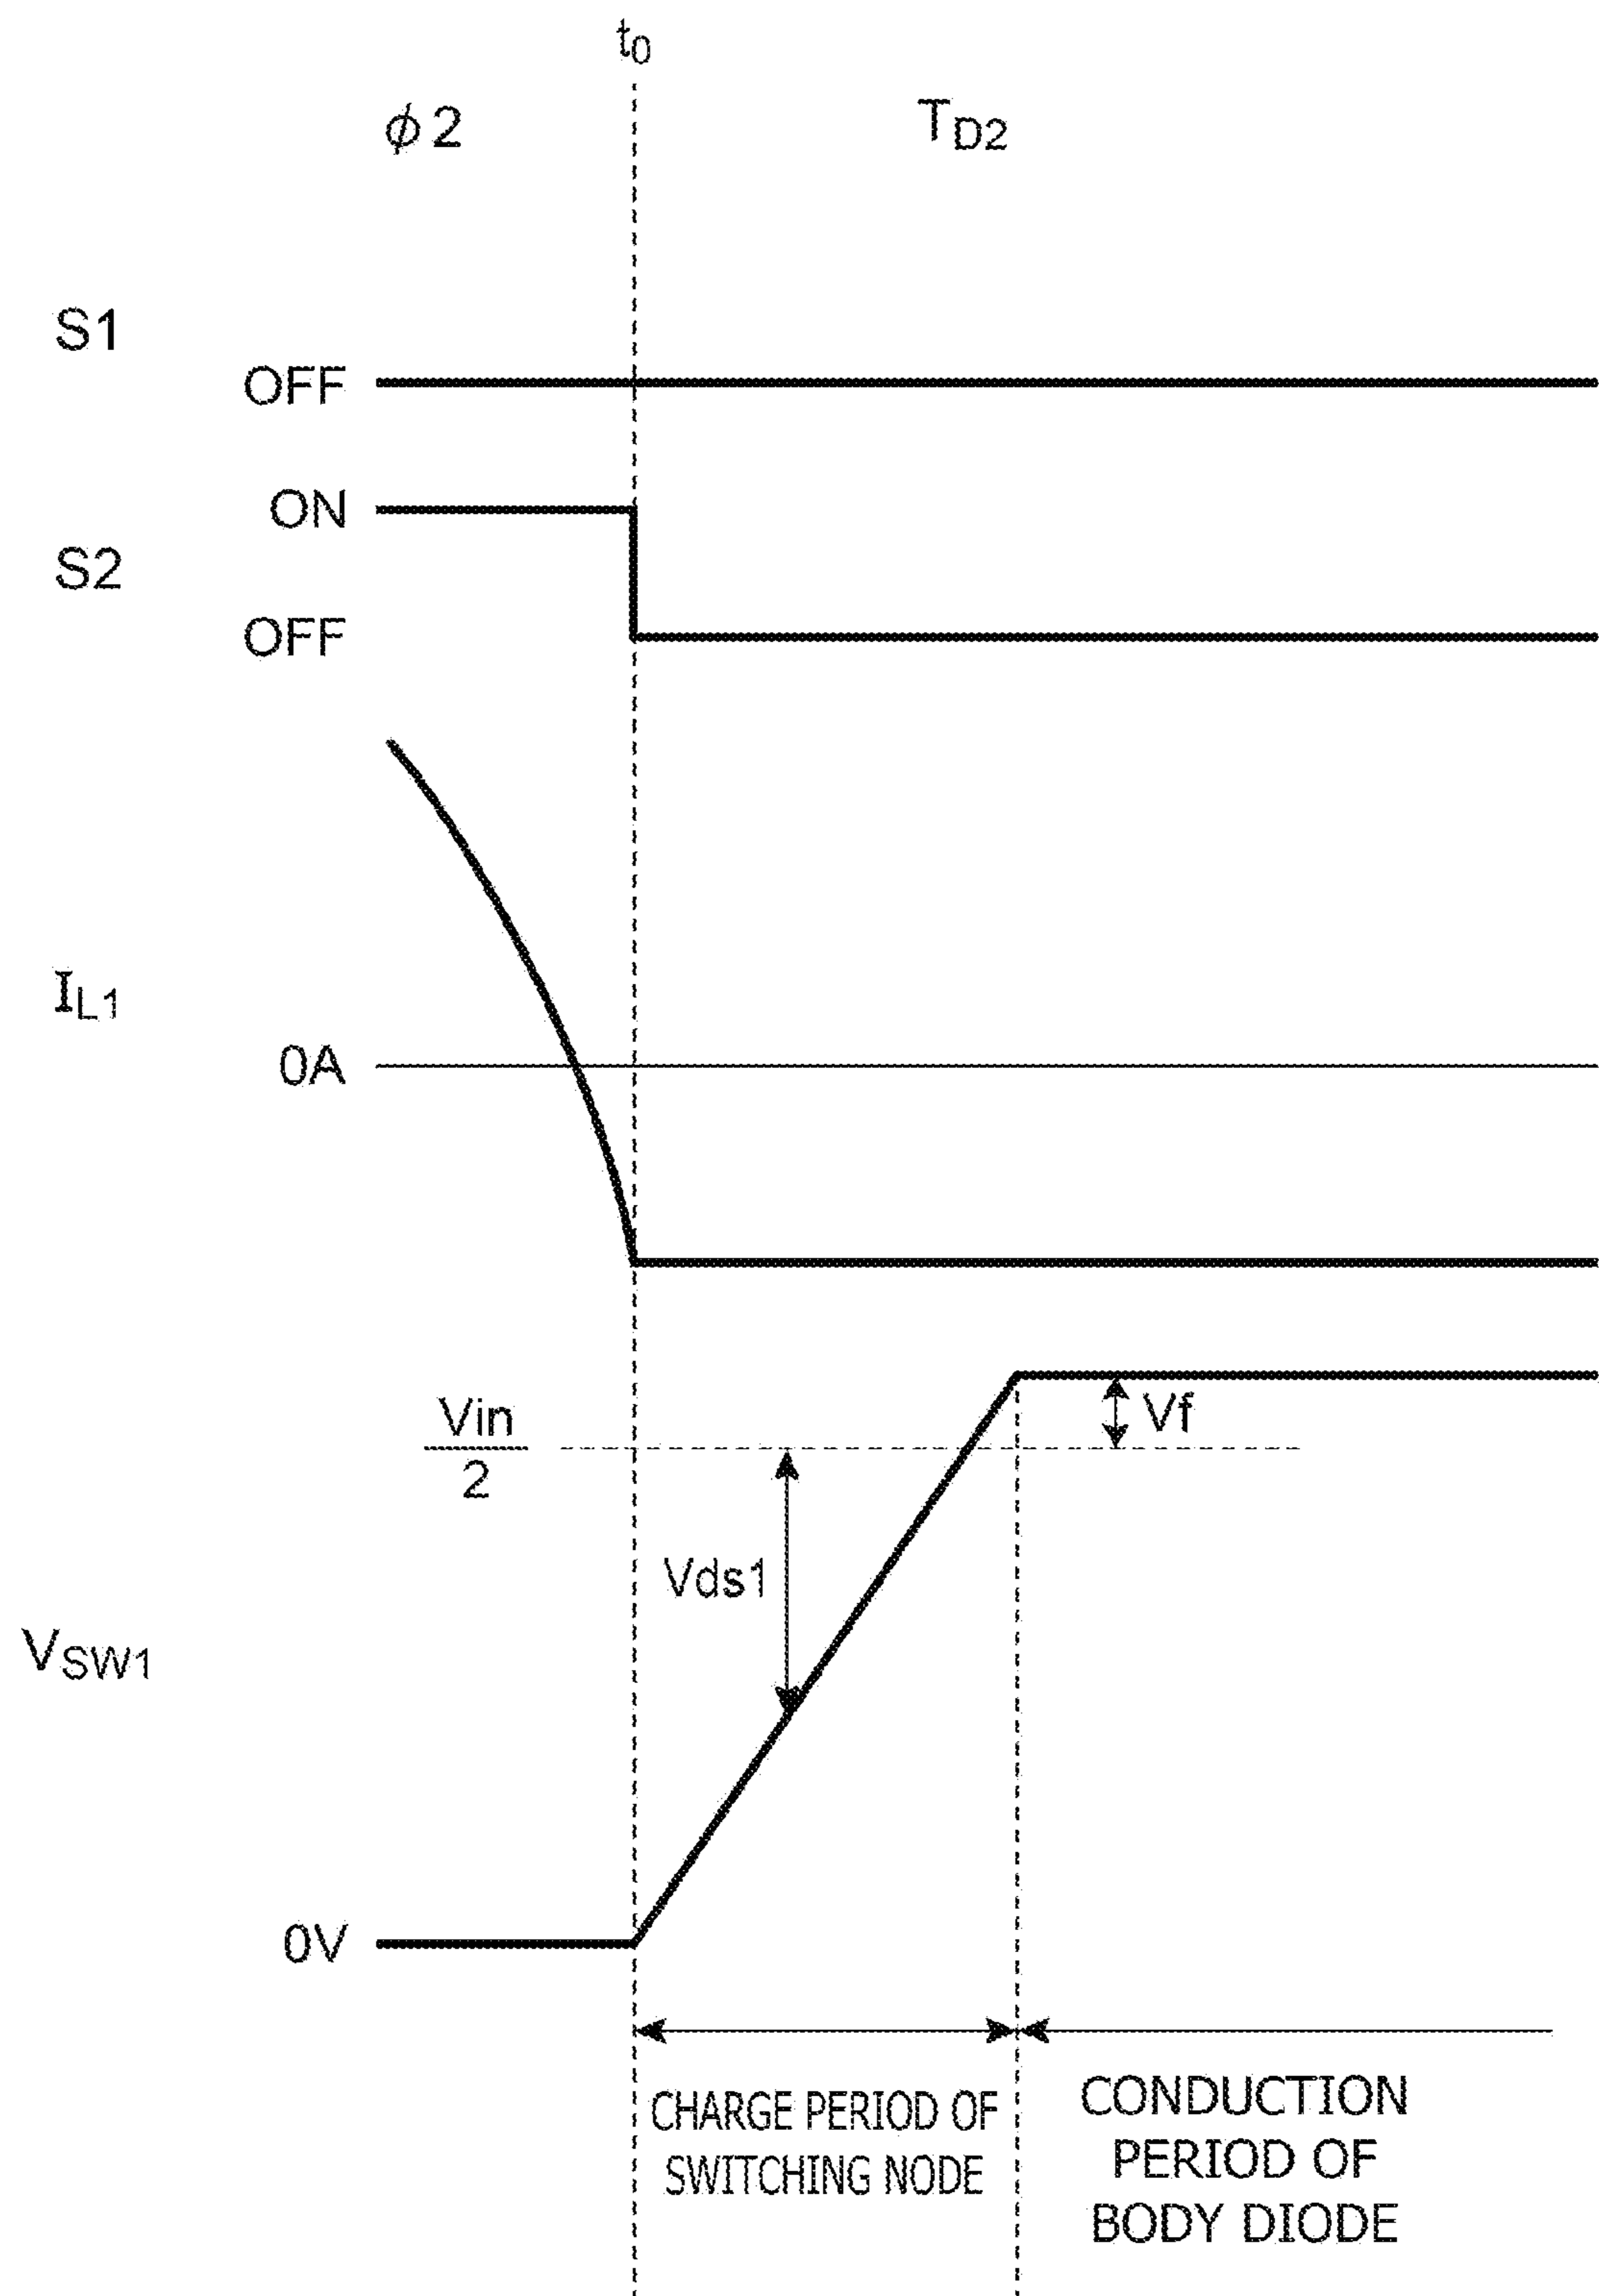 t0
ϕ2
TD2
S1
OFF
ON
S2
OFF
IL1
0A
Vin
2
Vf
Vds1
VSW1
0V
CHARGE PERIOD OF
SWITCHING NODE
CONDUCTION
PERIOD OF
BODY DIODE